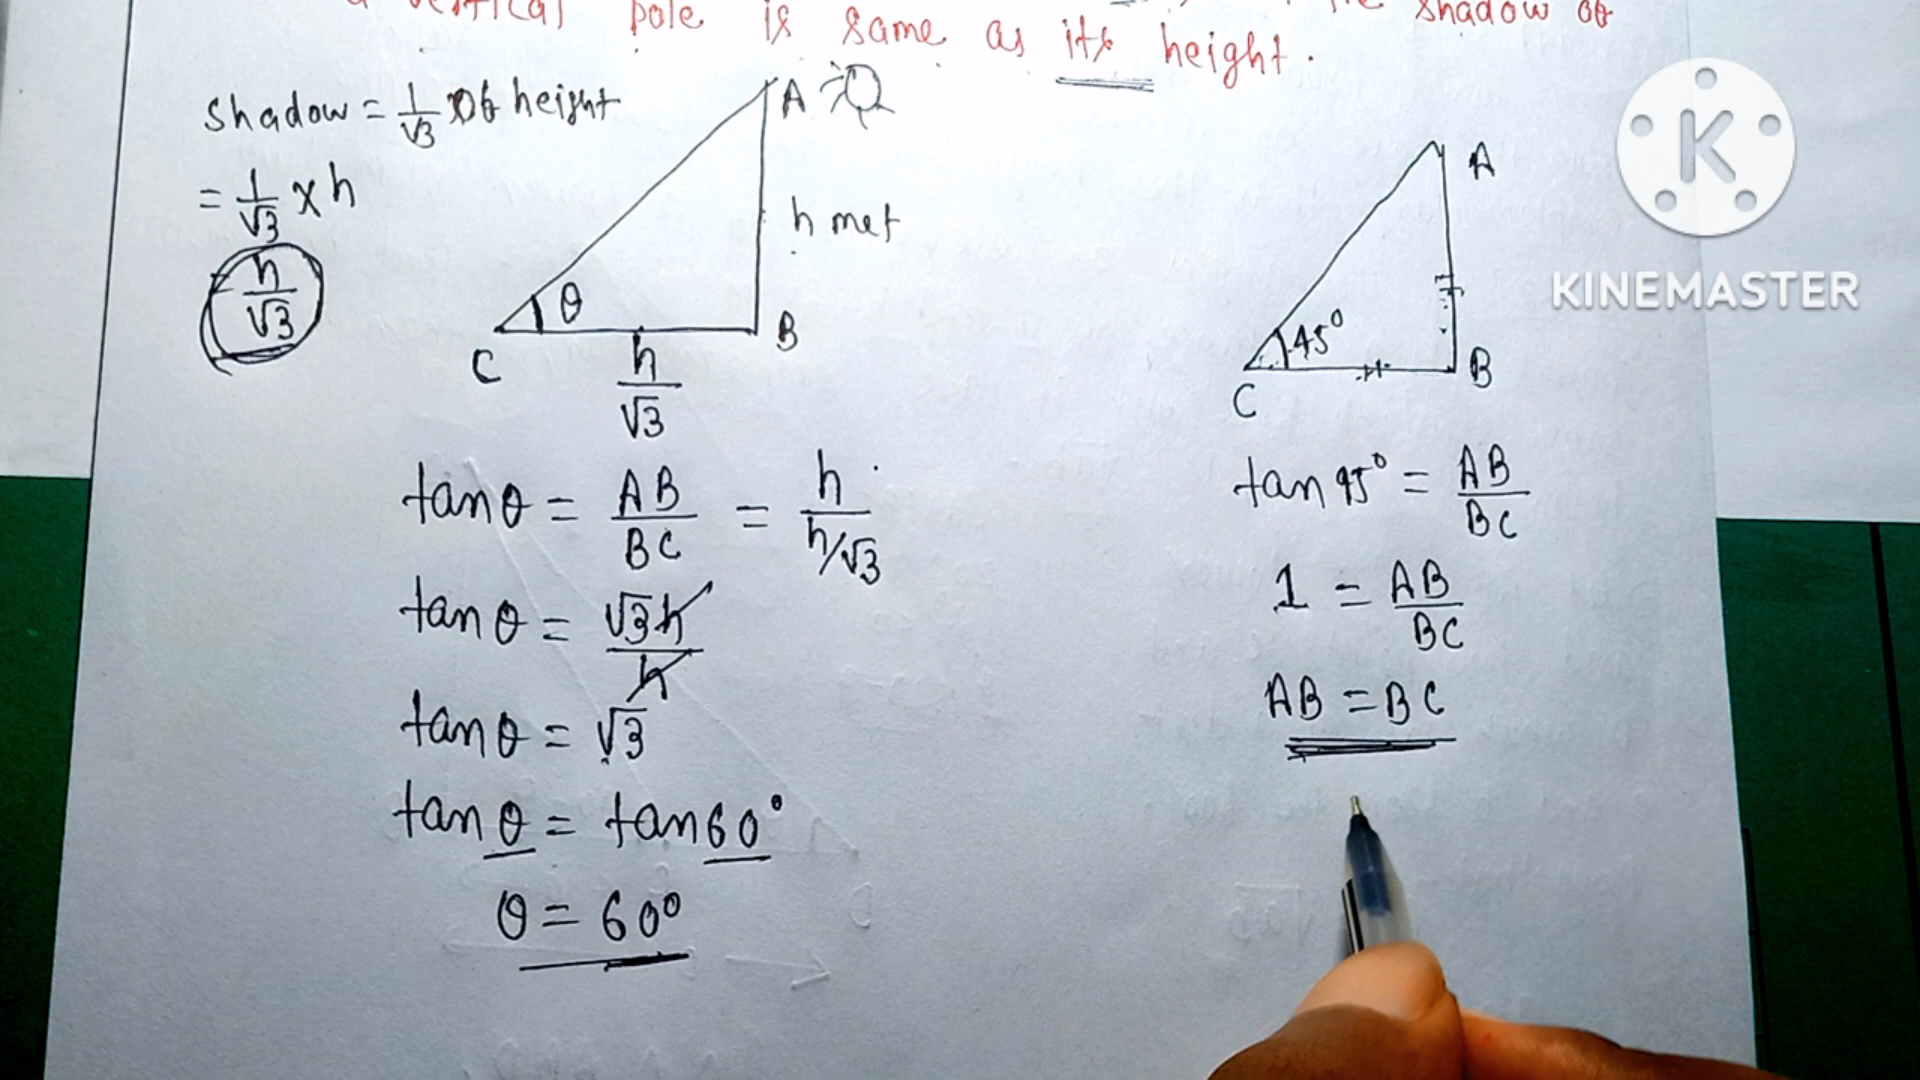 a vertical pole is same as its height.
shadow of
shadow = 1/√3 of height
= 1/√3 × h
= h/√3
A
h met
θ
C
B
h/√3
tanθ = AB/BC = h/h/√3
tanθ = √3h/h
tanθ = √3
tanθ = tan60°
θ = 60°
A
45°
C
B
tan45° = AB/BC
1 = AB/BC
AB = BC
K
KINEMASTER